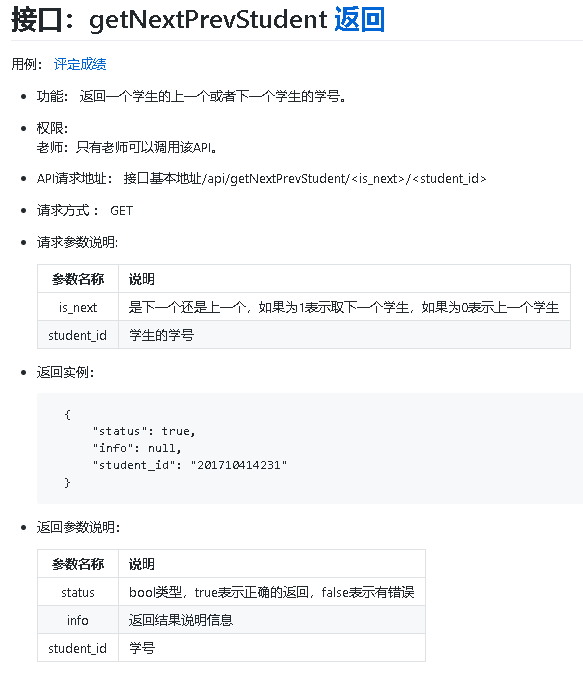 接口：getNextPrevStudent 返回
用例： 评定成绩
功能： 返回一个学生的上一个或者下一个学生的学号。
权限：
老师：只有老师可以调用该API。
API请求地址： 接口基本地址/api/getNextPrevStudent/<is_next>/<student_id>
请求方式 ： GET
请求参数说明:
参数名称 说明
is_next 是下一个还是上一个，如果为1表示取下一个学生，如果为0表示上一个学生
student_id 学生的学号
返回实例：
{
"status": true,
"info": null,
"student_id": "201710414231"
}
返回参数说明：
参数名称 说明
status bool类型，true表示正确的返回，false表示有错误
info 返回结果说明信息
student_id 学号